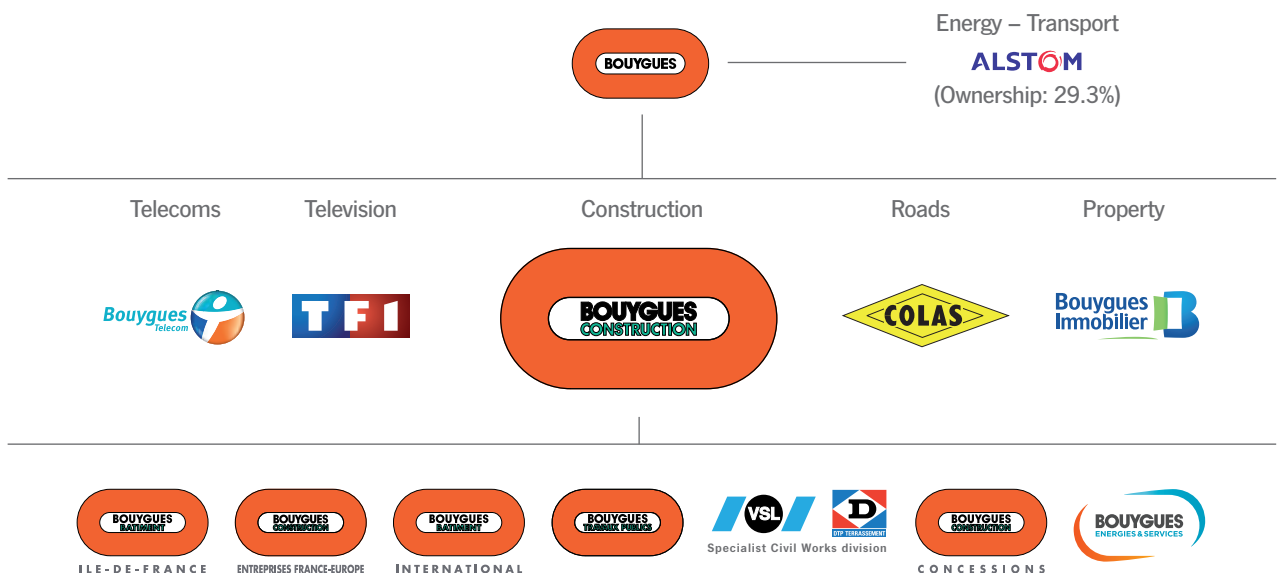 Energy – Transport
BOUYGUES
ALSTOM
(Ownership: 29.3%)
Telecoms
Television
Construction
Roads
Property
Bouygues
Telecom
TF1
BOUYGUES
CONSTRUCTION
COLAS
Bouygues
Immobilier
B
BOUYGUES
BATIMENT
ILE-DE-FRANCE
BOUYGUES
CONSTRUCTION
ENTREPRISES FRANCE-EUROPE
BOUYGUES
BATIMENT
INTERNATIONAL
BOUYGUES
TRAVAUX PUBLICS
VSL
D
DTP TERRASSEMENT
Specialist Civil Works division
BOUYGUES
CONSTRUCTION
CONCESSIONS
BOUYGUES
ENERGIES & SERVICES